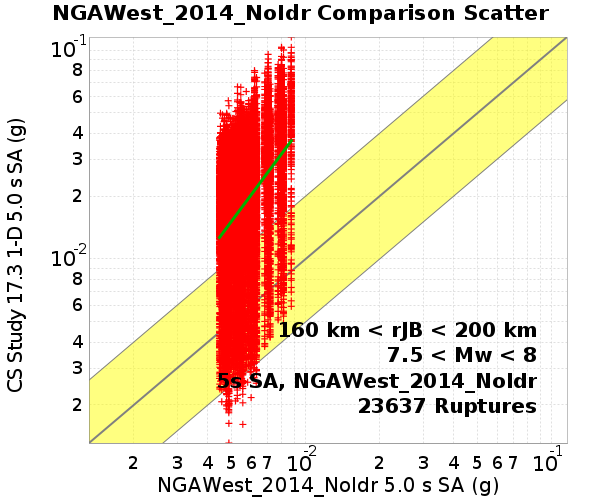 NGAWest_2014_NoIdr Comparison Scatter
CS Study 17.3 1-D 5.0 s SA (g)
10-1
8
6
4
3
2
10-2
8
6
4
3
2
160 km < rJB < 200 km
7.5 < Mw < 8
5s SA, NGAWest_2014_NoIdr
23637 Ruptures
2 3 4 5 6 7 10-2 2 3 4 5 6 7 10-1
NGAWest_2014_NoIdr 5.0 s SA (g)